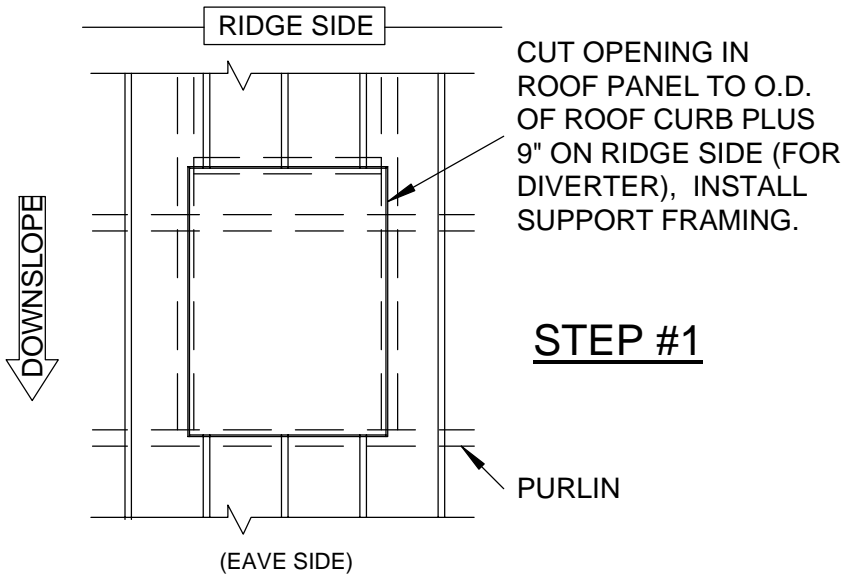 RIDGE SIDE
CUT OPENING IN
ROOF PANEL TO O.D.
OF ROOF CURB PLUS
9" ON RIDGE SIDE (FOR
DIVERTER), INSTALL
SUPPORT FRAMING.
DOWNSLOPE
STEP #1
PURLIN
(EAVE SIDE)